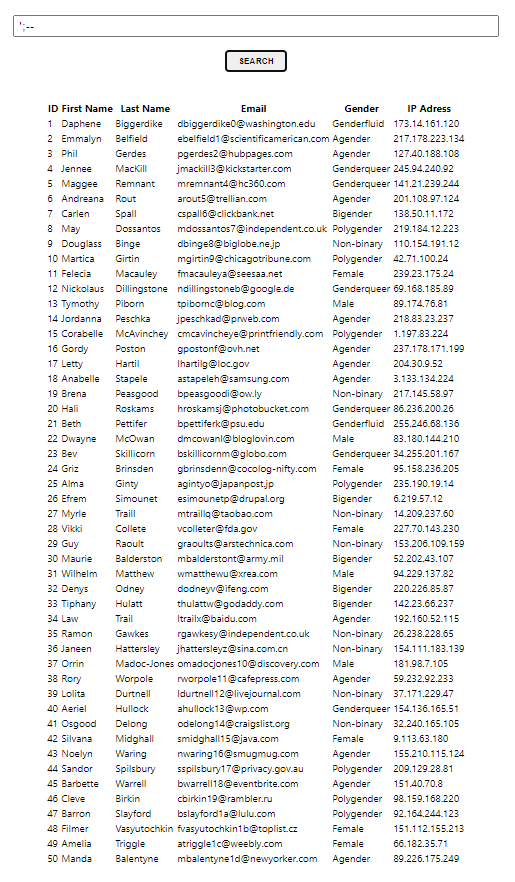 ';--
SEARCH
ID First Name Last Name Email Gender IP Adress
1 Daphene Biggerdike dbiggerdike0@washington.edu Genderfluid 173.14.161.120
2 Emmalyn Belfield ebelfield1@scientificamerican.com Agender 217.178.223.134
3 Phil Gerdes pgerdes2@hubpages.com Agender 127.40.188.108
4 Jennee MacKill jmackill3@kickstarter.com Genderqueer 245.94.240.92
5 Maggee Remnant mremnant4@hc360.com Genderqueer 141.21.239.244
6 Andreana Rout arout5@trellian.com Agender 201.108.97.124
7 Carlen Spall cspall6@clickbank.net Bigender 138.50.11.172
8 May Dossantos mdossantos7@independent.co.uk Polygender 219.184.12.223
9 Douglass Binge dbinge8@biglobe.ne.jp Non-binary 110.154.191.12
10 Martica Girtin mgirtin9@chicagotribune.com Polygender 42.71.100.24
11 Felecia Macauley fmacauleya@seesaa.net Female 239.23.175.24
12 Nickolaus Dillingstone ndillingstoneb@google.de Genderqueer 69.168.185.89
13 Tymothy Piborn tpibornc@blog.com Male 89.174.76.81
14 Jordanna Peschka jpeschkad@prweb.com Agender 218.83.23.237
15 Corabelle McAvinchey cmcavincheye@printfriendly.com Polygender 1.197.83.224
16 Gordy Poston gpostonf@ovh.net Agender 237.178.171.199
17 Letty Hartil lhartilg@loc.gov Agender 204.30.9.52
18 Anabelle Stapele astapeleh@samsung.com Agender 3.133.134.224
19 Brena Peasgood bpeasgoodi@ow.ly Non-binary 217.145.58.97
20 Hali Roskams hroskamsj@photobucket.com Genderqueer 86.236.200.26
21 Beth Pettifer bpettiferk@psu.edu Genderfluid 255.246.68.136
22 Dwayne McOwan dmcowanl@bloglovin.com Male 83.180.144.210
23 Bev Skillicorn bskillicornm@globo.com Genderqueer 34.255.201.167
24 Griz Brinsden gbrinsdenn@cocolog-nifty.com Female 95.158.236.205
25 Alma Ginty agintyo@japanpost.jp Polygender 235.190.19.14
26 Efrem Simounet esimounetp@drupal.org Bigender 6.219.57.12
27 Myrle Traill mtraillq@taobao.com Non-binary 14.209.237.60
28 Vikki Collete vcolleter@fda.gov Female 227.70.143.230
29 Guy Raoult graoults@arstechnica.com Non-binary 153.206.109.159
30 Maurie Balderston mbalderstont@army.mil Bigender 52.202.43.107
31 Wilhelm Matthew wmatthewu@xrea.com Male 94.229.137.82
32 Denys Odney dodneyv@ifeng.com Bigender 220.226.85.87
33 Tiphany Hulatt thulattw@godaddy.com Bigender 142.23.66.237
34 Law Trail ltrailx@baidu.com Agender 192.160.52.115
35 Ramon Gawkes rgawkesy@independent.co.uk Non-binary 26.238.228.65
36 Janeen Hattersley jhattersleyz@sina.com.cn Non-binary 154.111.183.139
37 Orrin Madoc-Jones omadocjones10@discovery.com Male 181.98.7.105
38 Rory Worpole rworpole11@cafepress.com Agender 59.232.92.233
39 Lolita Durtnell ldurtnell12@livejournal.com Non-binary 37.171.229.47
40 Aeriel Hullock ahullock13@wp.com Genderqueer 154.136.165.51
41 Osgood Delong odelong14@craigslist.org Non-binary 32.240.165.105
42 Silvana Midghall smidghall15@java.com Female 9.113.63.180
43 Noelyn Waring nwaring16@smugmug.com Agender 155.210.115.124
44 Sandor Spilsbury sspilsbury17@privacy.gov.au Polygender 209.129.28.81
45 Barbette Warrell bwarrell18@eventbrite.com Agender 151.40.70.8
46 Cleve Birkin cbirkin19@rambler.ru Polygender 98.159.168.220
47 Barron Slayford bslayford1a@lulu.com Polygender 92.164.244.123
48 Filmer Vasyutochkin fvasyutochkin1b@toplist.cz Female 151.112.155.213
49 Amelia Triggle atriggle1c@weebly.com Female 66.182.35.71
50 Manda Balentyne mbalentyne1d@newyorker.com Agender 89.226.175.249